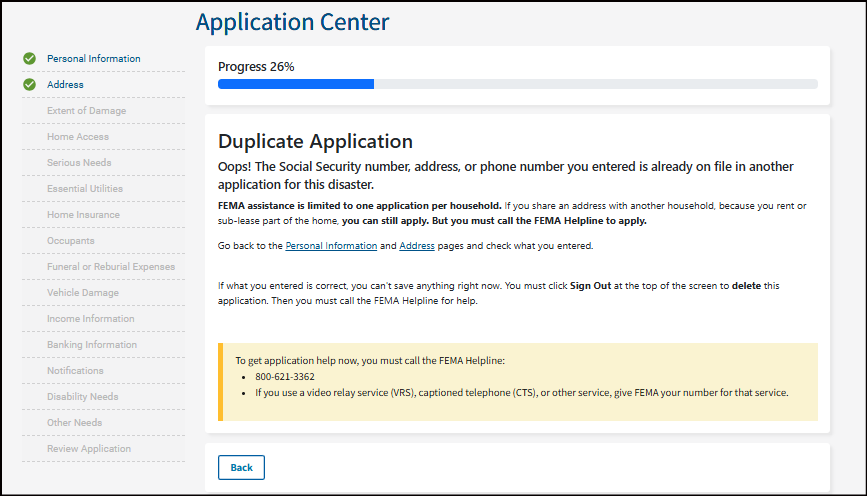 Application Center
Personal Information
Address
Extent of Damage
Home Access
Serious Needs
Essential Utilities
Home Insurance
Occupants
Funeral or Reburial Expenses
Vehicle Damage
Income Information
Banking Information
Notifications
Disability Needs
Other Needs
Review Application
Progress 26%
Duplicate Application
Oops! The Social Security number, address, or phone number you entered is already on file in another
application for this disaster.
FEMA assistance is limited to one application per household. If you share an address with another household, because you rent or
sub-lease part of the home, you can still apply. But you must call the FEMA Helpline to apply.
Go back to the Personal Information and Address pages and check what you entered.
If what you entered is correct, you can't save anything right now. You must click Sign Out at the top of the screen to delete this
application. Then you must call the FEMA Helpline for help.
To get application help now, you must call the FEMA Helpline:
• 800-621-3362
• If you use a video relay service (VRS), captioned telephone (CTS), or other service, give FEMA your number for that service.
Back